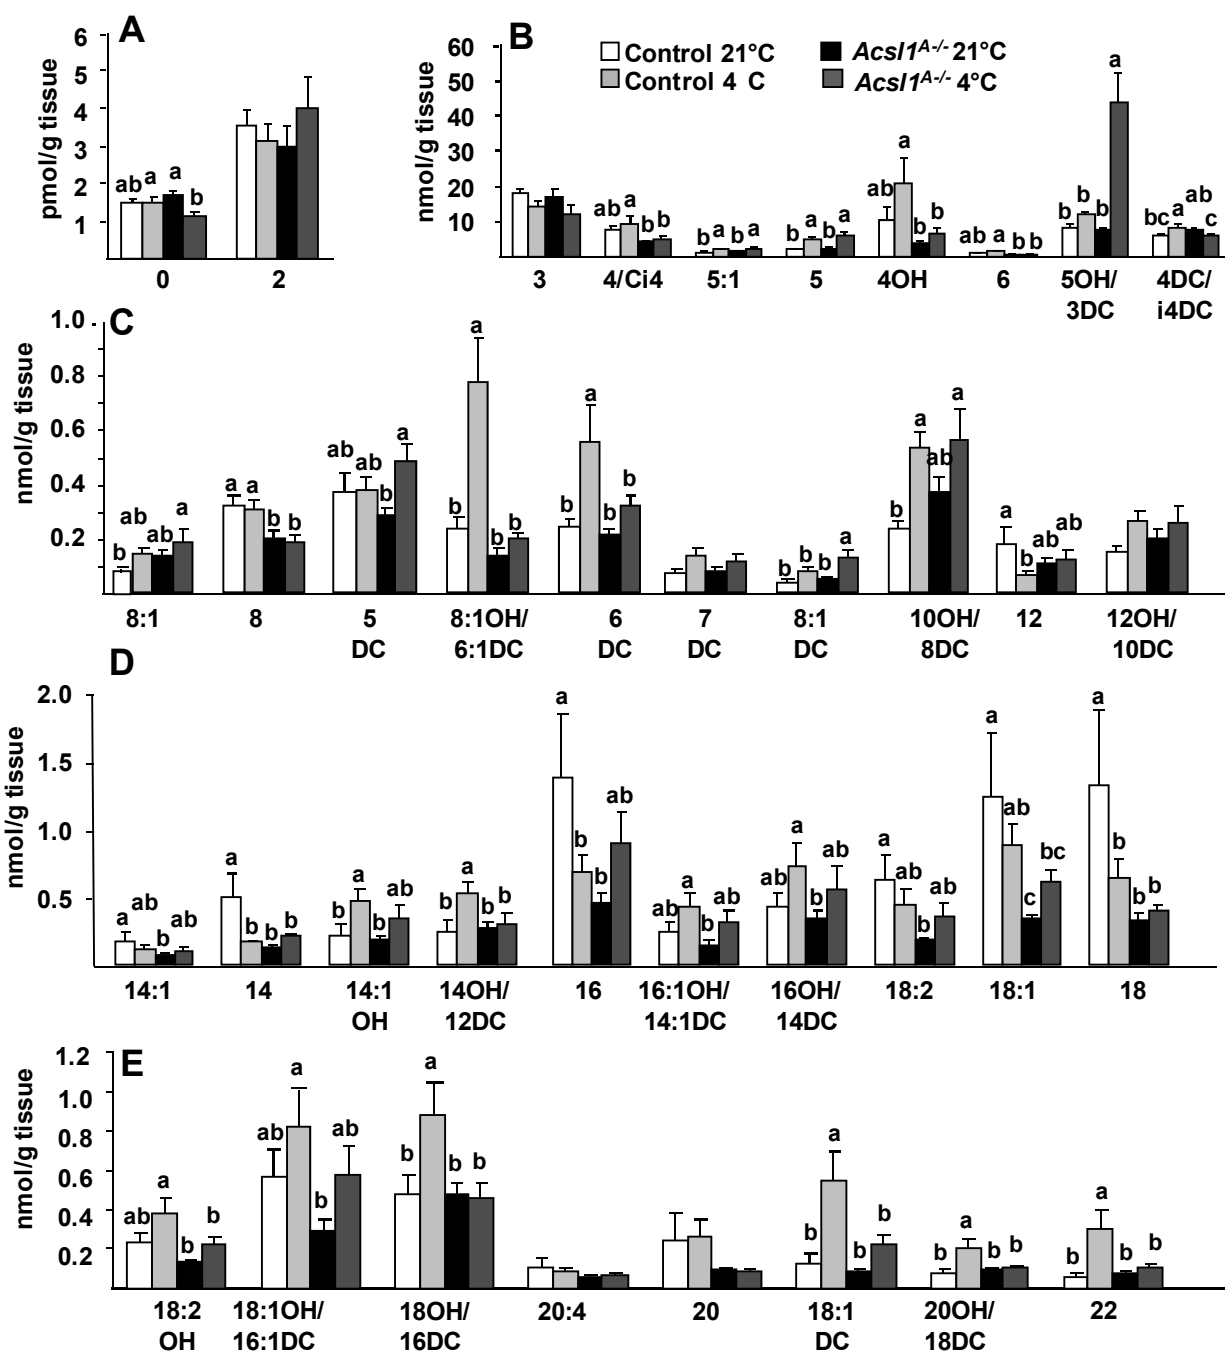 A
pmol/g tissue
6
5
4
3
2
1
ab a a b
0 2
B
nmol/g tissue
60
50
40
30
20
10
Control 21°C
Acsl1A-/- 21°C
Control 4 C
Acsl1A-/- 4°C
ab a b b
b a b a
b a b a
ab a b b
ab a b b
b b b a
bc a ab c
3 4/Ci4 5:1 5 4OH 6 5OH/ 4DC/
3DC i4DC
C
nmol/g tissue
1.0
0.8
0.6
0.4
0.2
b ab ab a
a a b b
ab ab b a
b a b b
b a b b
b b b a
b a ab a
a b ab ab
8:1 8 5 8:1OH/ 6 7 8:1 10OH/ 12 12OH/
DC 6:1DC DC DC DC 8DC 10DC
D
nmol/g tissue
2.0
1.5
1.0
0.5
a ab b ab
a b b b
b a b ab
b a b b
a b b ab
ab a b ab
ab a b ab
a ab b ab
a ab c bc
a b b b
14:1 14 14:1 14OH/ 16 16:1OH/ 16OH/ 18:2 18:1 18
OH 12DC 14:1DC 14DC
E
nmol/g tissue
1.2
1.0
0.8
0.6
0.4
0.2
ab a b b
ab a b ab
b a b b
b a b b
b a b b
b a b b
18:2 18:1OH/ 18OH/ 20:4 20 18:1 20OH/ 22
OH 16:1DC 16DC DC 18DC